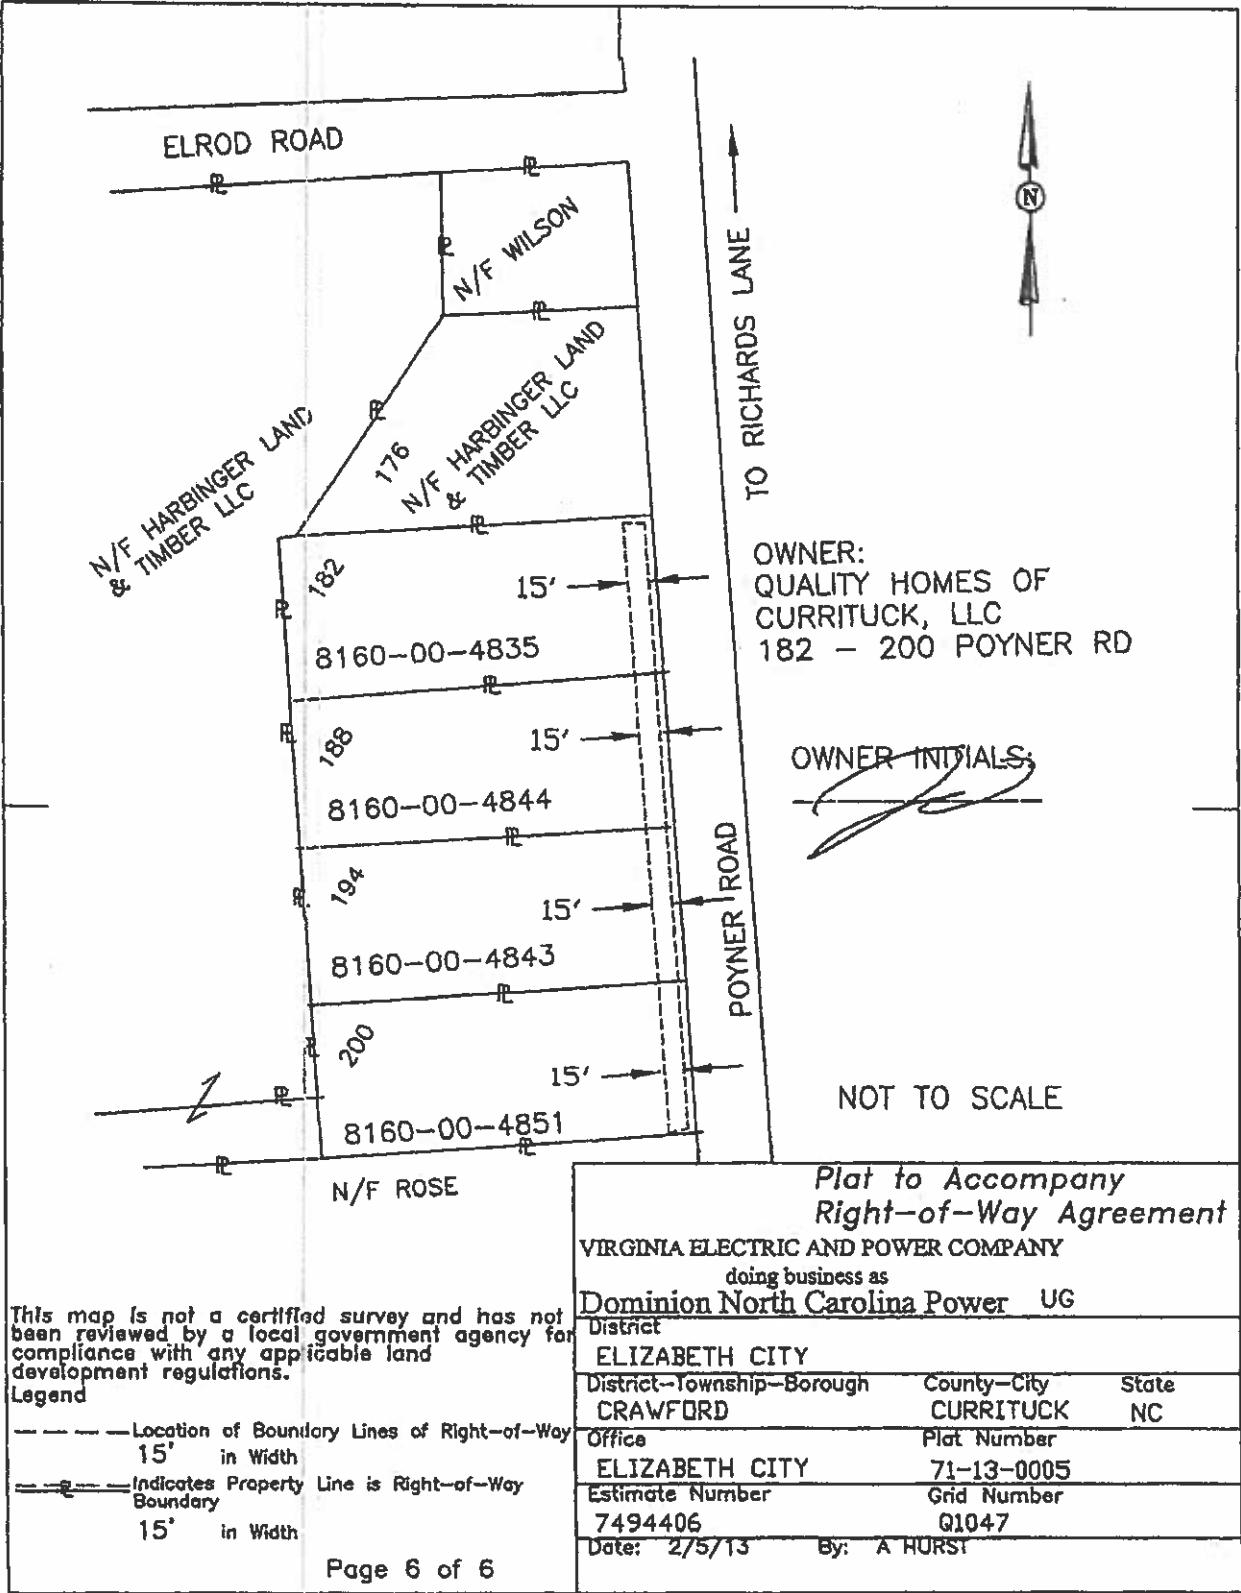 ELROD ROAD
N/F WILSON
TO RICHARDS LANE
N
N/F HARBINGER LAND
& TIMBER LLC
176
N/F HARBINGER LAND
& TIMBER LLC
182
15'
8160-00-4835
OWNER:
QUALITY HOMES OF
CURRITUCK, LLC
182 - 200 POYNER RD
188
15'
8160-00-4844
OWNER INITIALS:
194
15'
8160-00-4843
POYNER ROAD
200
15'
8160-00-4851
NOT TO SCALE
N/F ROSE
Plat to Accompany
Right-of-Way Agreement
VIRGINIA ELECTRIC AND POWER COMPANY
doing business as
Dominion North Carolina Power UG
District
ELIZABETH CITY
District-Township-Borough County-City State
CRAWFORD CURRITUCK NC
Office Plat Number
ELIZABETH CITY 71-13-0005
Estimate Number Grid Number
7494406 Q1047
Date: 2/5/13 By: A HURST
This map is not a certified survey and has not
been reviewed by a local government agency for
compliance with any applicable land
development regulations.
Legend
Location of Boundary Lines of Right-of-Way
15' in Width
Indicates Property Line is Right-of-Way
Boundary
15' in Width
Page 6 of 6